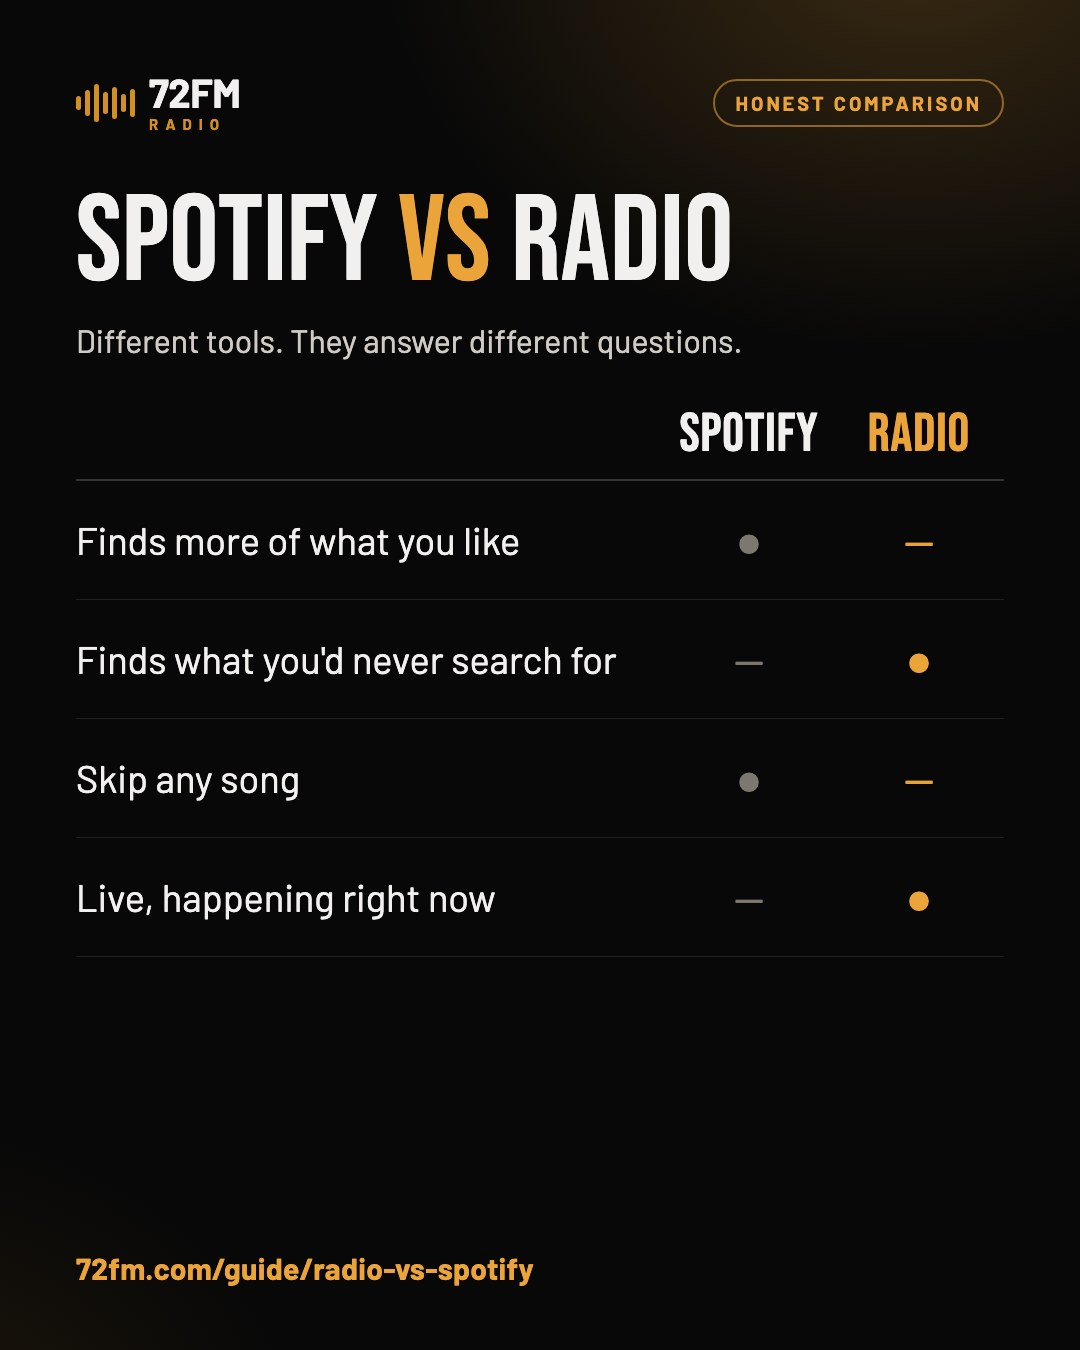 72FM
RADIO
HONEST COMPARISON
SPOTIFY VS RADIO
Different tools. They answer different questions.
SPOTIFY RADIO
Finds more of what you like ● —
Finds what you'd never search for — ●
Skip any song ● —
Live, happening right now — ●
72fm.com/guide/radio-vs-spotify